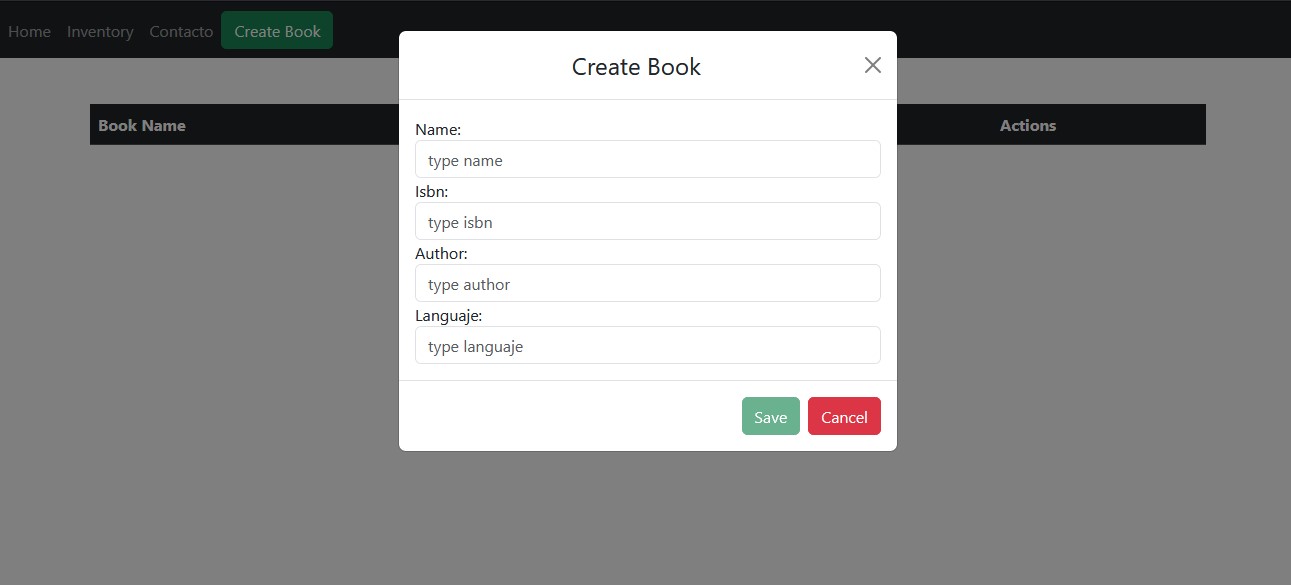 Home Inventory Contacto Create Book
Create Book
Book Name Actions
Name:
type name
Isbn:
type isbn
Author:
type author
Languaje:
type languaje
Save Cancel